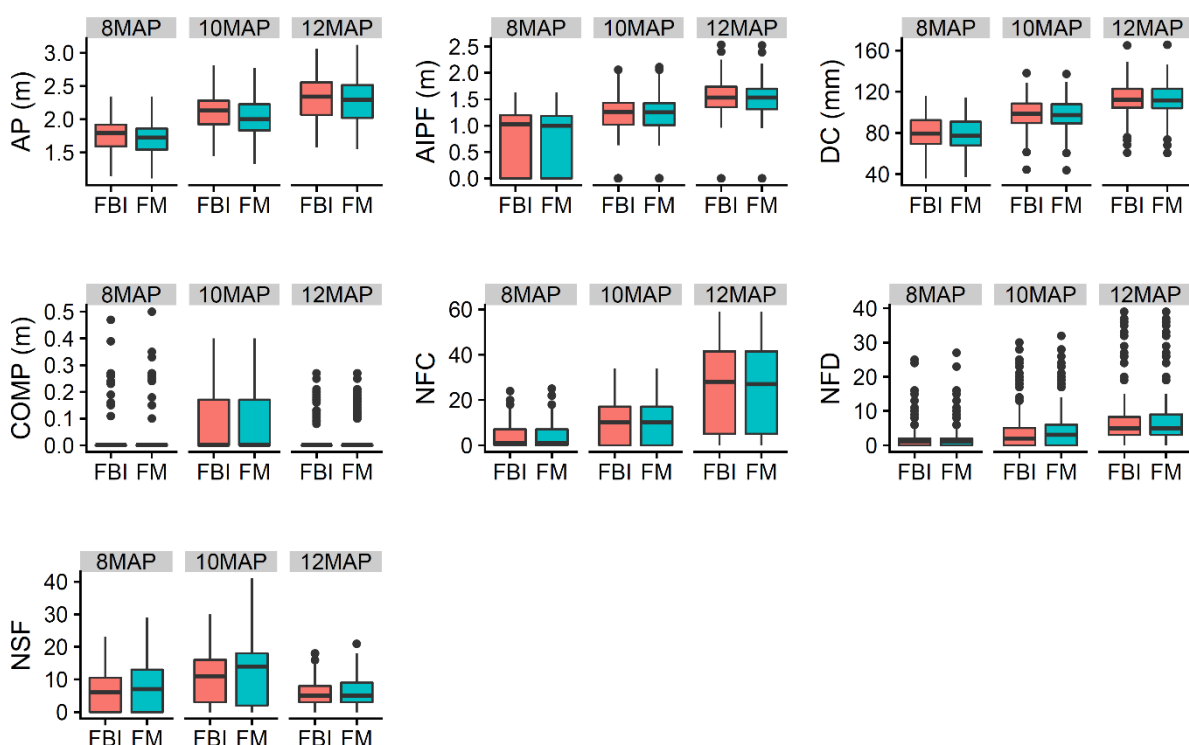 8MAP 10MAP 12MAP
AP (m)
3.0
2.5
2.0
1.5
FBI FM FBI FM FBI FM
8MAP 10MAP 12MAP
AIPF (m)
2.5
2.0
1.5
1.0
0.5
0.0
FBI FM FBI FM FBI FM
8MAP 10MAP 12MAP
DC (mm)
160
120
80
40
FBI FM FBI FM FBI FM
8MAP 10MAP 12MAP
COMP (m)
0.5
0.4
0.3
0.2
0.1
0.0
FBI FM FBI FM FBI FM
8MAP 10MAP 12MAP
NFC
60
40
20
0
FBI FM FBI FM FBI FM
8MAP 10MAP 12MAP
NFD
40
30
20
10
0
FBI FM FBI FM FBI FM
8MAP 10MAP 12MAP
NSF
40
30
20
10
0
FBI FM FBI FM FBI FM